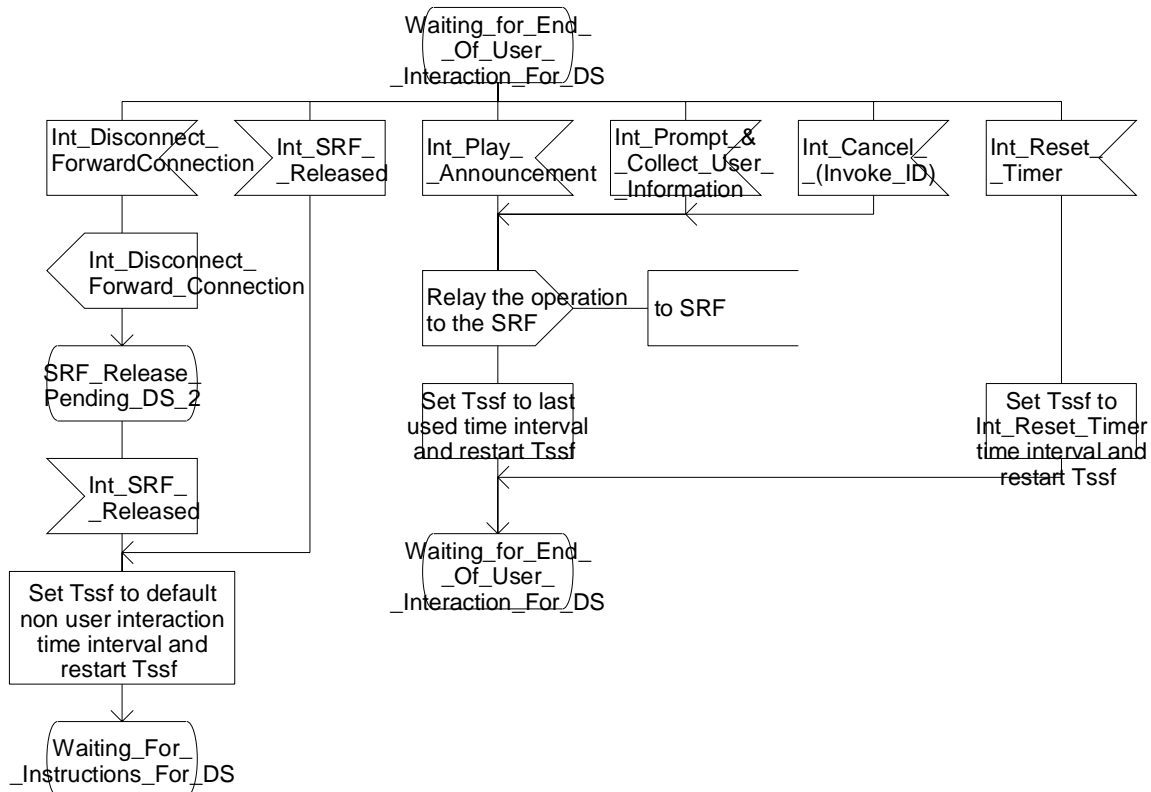 Waiting_for_End_
_Of_User_
_Interaction_For_DS
Int_Disconnect_
ForwardConnection
Int_SRF_
_Released
Int_Play_
_Announcement
Int_Prompt_&
_Collect_User_
_Information
Int_Cancel_
_(Invoke_ID)
Int_Reset_
_Timer
Int_Disconnect_
Forward_Connection
Relay the operation
to the SRF
to SRF
SRF_Release_
Pending_DS_2
Set Tssf to last
used time interval
and restart Tssf
Set Tssf to
Int_Reset_Timer
time interval and
restart Tssf
Int_SRF_
_Released
Waiting_for_End_
_Of_User_
_Interaction_For_DS
Set Tssf to default
non user interaction
time interval and
restart Tssf
Waiting_For_
_Instructions_For_DS